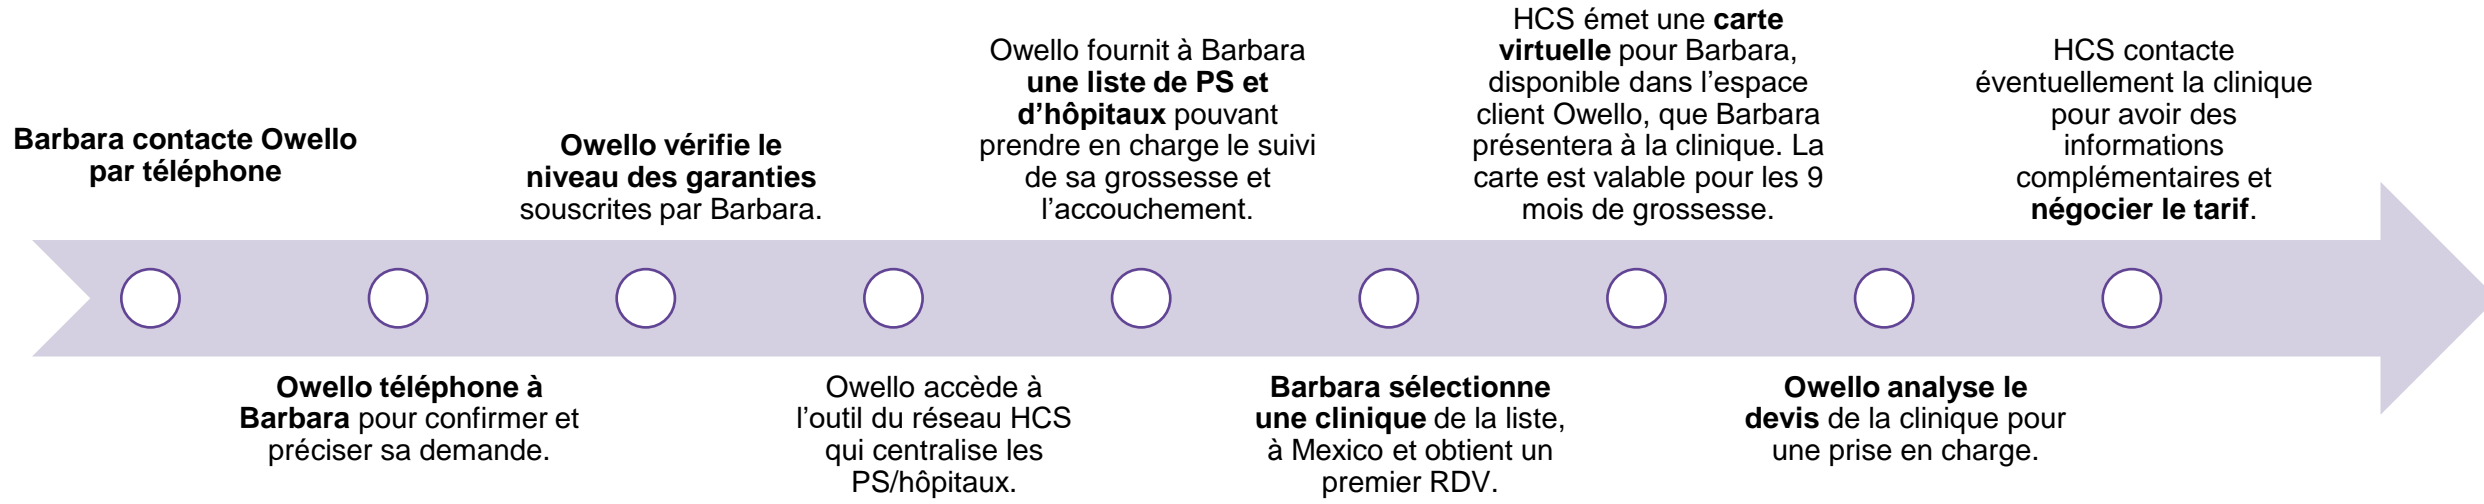 Barbara contacte Owello
par téléphone
Owello téléphone à
Barbara pour confirmer et
préciser sa demande.
Owello vérifie le
niveau des garanties
souscrites par Barbara.
Owello accède à
l’outil du réseau HCS
qui centralise les
PS/hôpitaux.
Owello fournit à Barbara
une liste de PS et
d’hôpitaux pouvant
prendre en charge le suivi
de sa grossesse et
l’accouchement.
Barbara sélectionne
une clinique de la liste,
à Mexico et obtient un
premier RDV.
HCS émet une carte
virtuelle pour Barbara,
disponible dans l’espace
client Owello, que Barbara
présentera à la clinique. La
carte est valable pour les 9
mois de grossesse.
Owello analyse le
devis de la clinique pour
une prise en charge.
HCS contacte
éventuellement la clinique
pour avoir des
informations
complémentaires et
négocier le tarif.